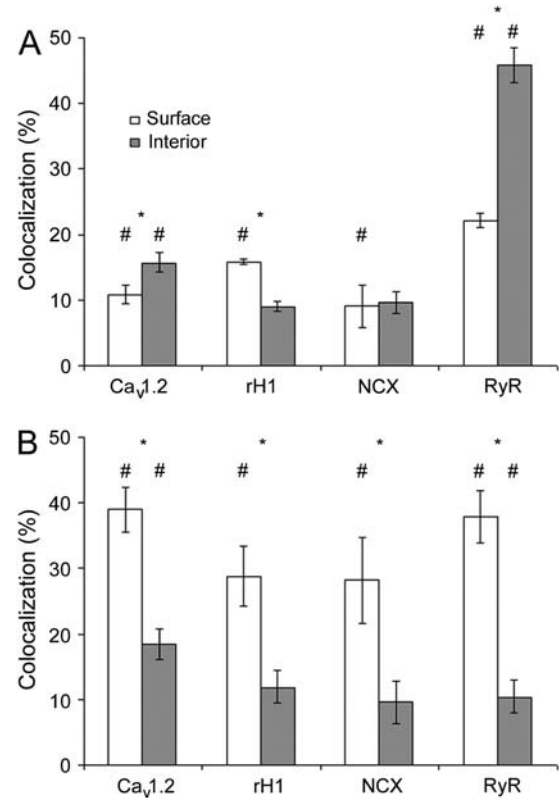 A
* # #
50
40
30
20
10
0
Colocalization (%)
Surface
Interior
* # #
* #
#
Cav1.2 rH1 NCX RyR
B
50
40
30
20
10
0
Colocalization (%)
* # #
* #
* #
* # #
Cav1.2 rH1 NCX RyR